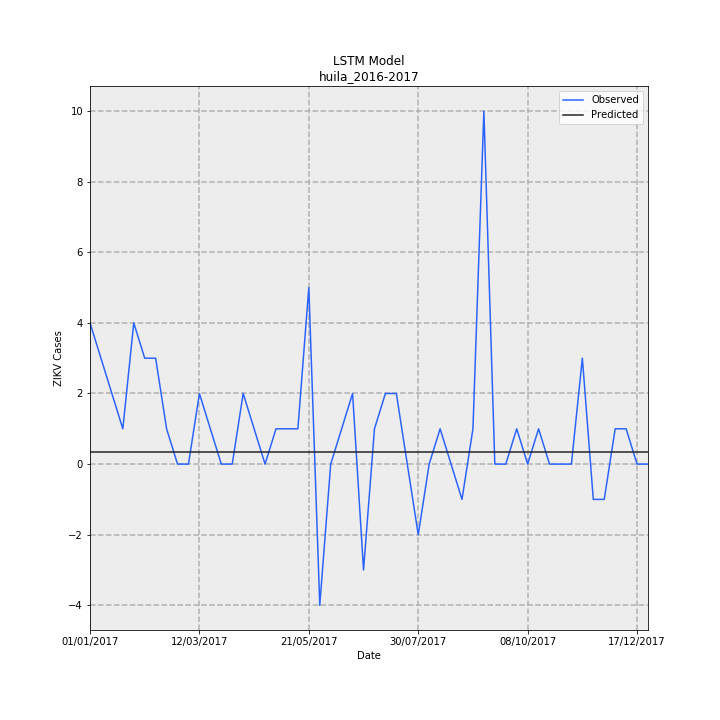 LSTM Model
huila_2016-2017
Observed
Predicted
10
8
6
4
2
0
−2
−4
ZIKV Cases
01/01/2017 12/03/2017 21/05/2017 30/07/2017 08/10/2017 17/12/2017
Date